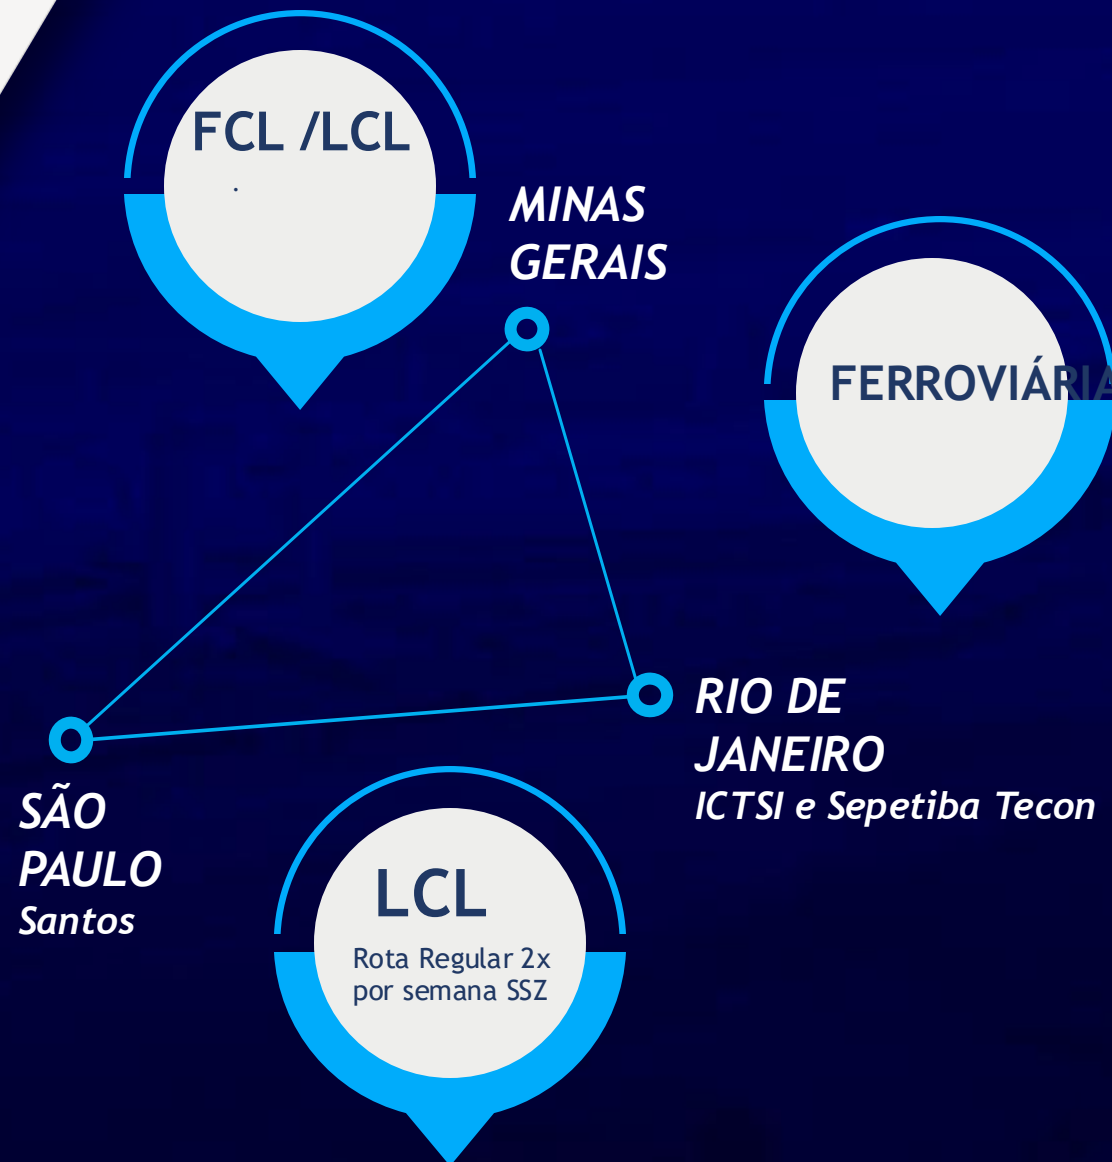 FCL /LCL
.
MINAS
GERAIS
FERROVIÁRIA
RIO DE
JANEIRO
ICTSI e Sepetiba Tecon
SÃO
PAULO
Santos
LCL
Rota Regular 2x
por semana SSZ